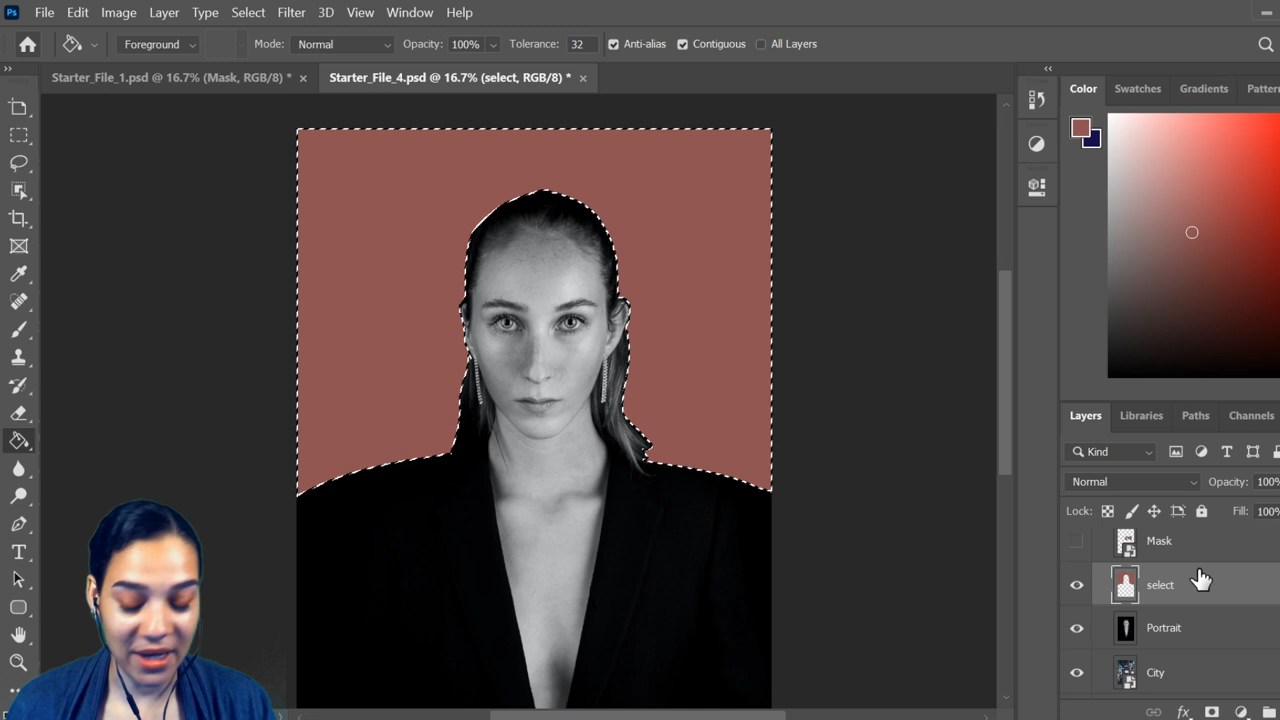 Ps File Edit Image Layer Type Select Filter 3D View Window Help
Foreground Mode: Normal Opacity: 100% Tolerance: 32 Anti-alias Contiguous All Layers
Starter_File_1.psd @ 16.7% (Mask, RGB/8) * × Starter_File_4.psd @ 16.7% (select, RGB/8) * ×
Color Swatches Gradients Patter
Layers Libraries Paths Channels
Kind
Normal Opacity: 100%
Lock: Fill: 100%
Mask
select
Portrait
City
fx